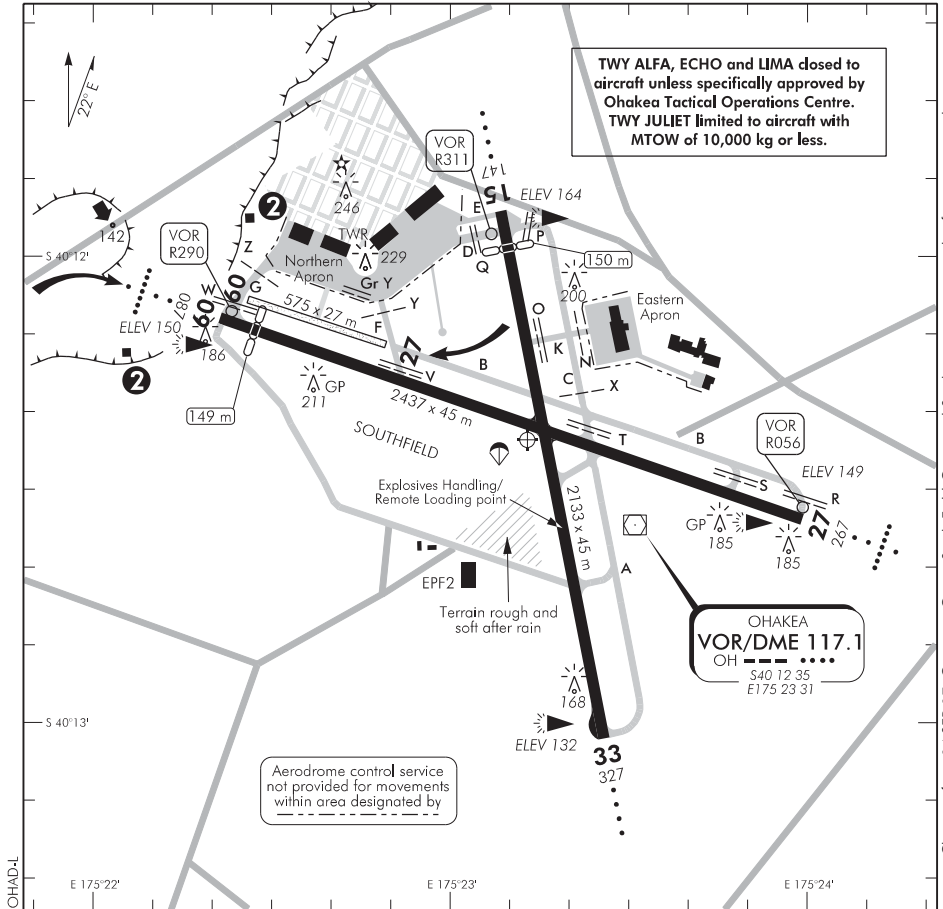 TWY ALFA, ECHO and LIMA closed to
aircraft unless specifically approved by
Ohakea Tactical Operations Centre.
TWY JULIET limited to aircraft with
MTOW of 10,000 kg or less.
22° E
VOR
R311
147
15
ELEV 164
E
2
246
142
TWR
229
D
Q
P
150 m
S 40°12'
VOR
R290
Z
Northern
Apron
Gr Y
Y
200
Eastern
Apron
W
G
09
09
087
575 x 27 m
F
O
K
N
ELEV 150
186
27
B
C
X
2
211
GP
V
2437 x 45 m
149 m
SOUTHFIELD
T
B
VOR
R056
ELEV 149
S
R
Explosives Handling/
Remote Loading point
2133 x 45 m
GP
185
185
27
267
A
EPF2
Terrain rough and
soft after rain
OHAKEA
VOR/DME 117.1
OH
S40 12 35
E175 23 31
168
S 40°13'
ELEV 132
33
327
Aerodrome control service
not provided for movements
within area designated by
OHAD-L
E 175°22'
E 175°23'
E 175°24'